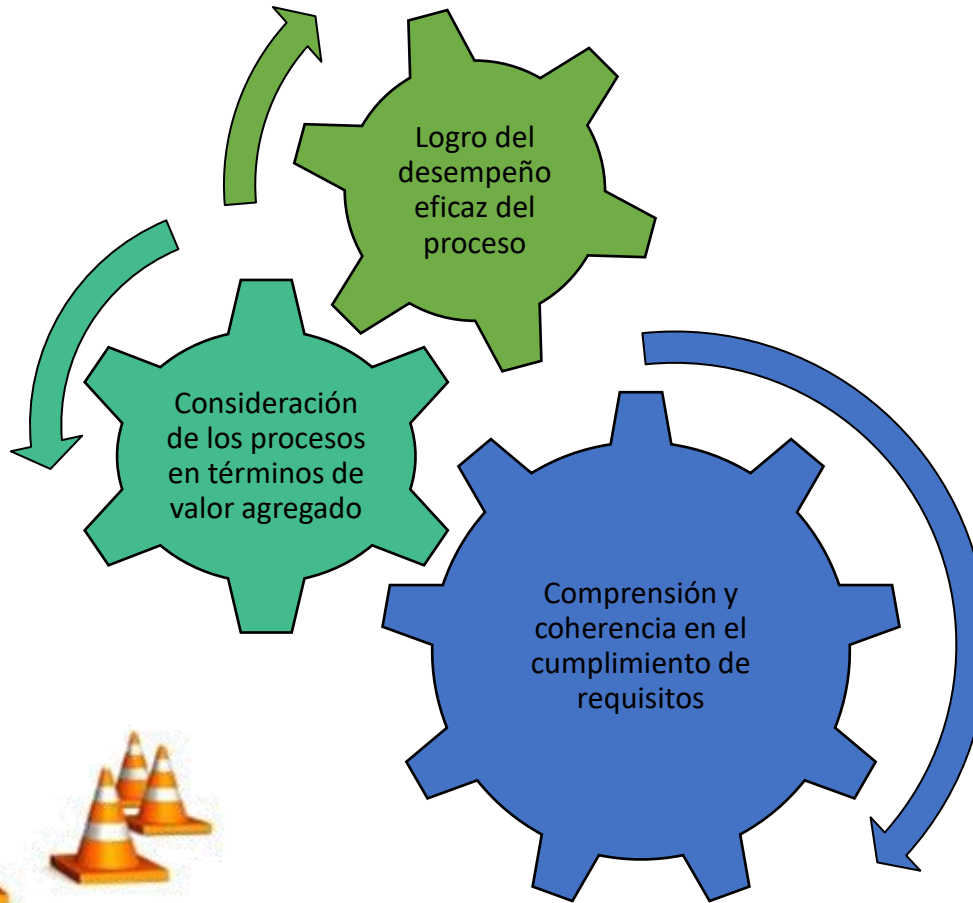 Logro del
desempeño
eficaz del
proceso
Consideración
de los procesos
en términos de
valor agregado
Comprensión y
coherencia en el
cumplimiento de
requisitos